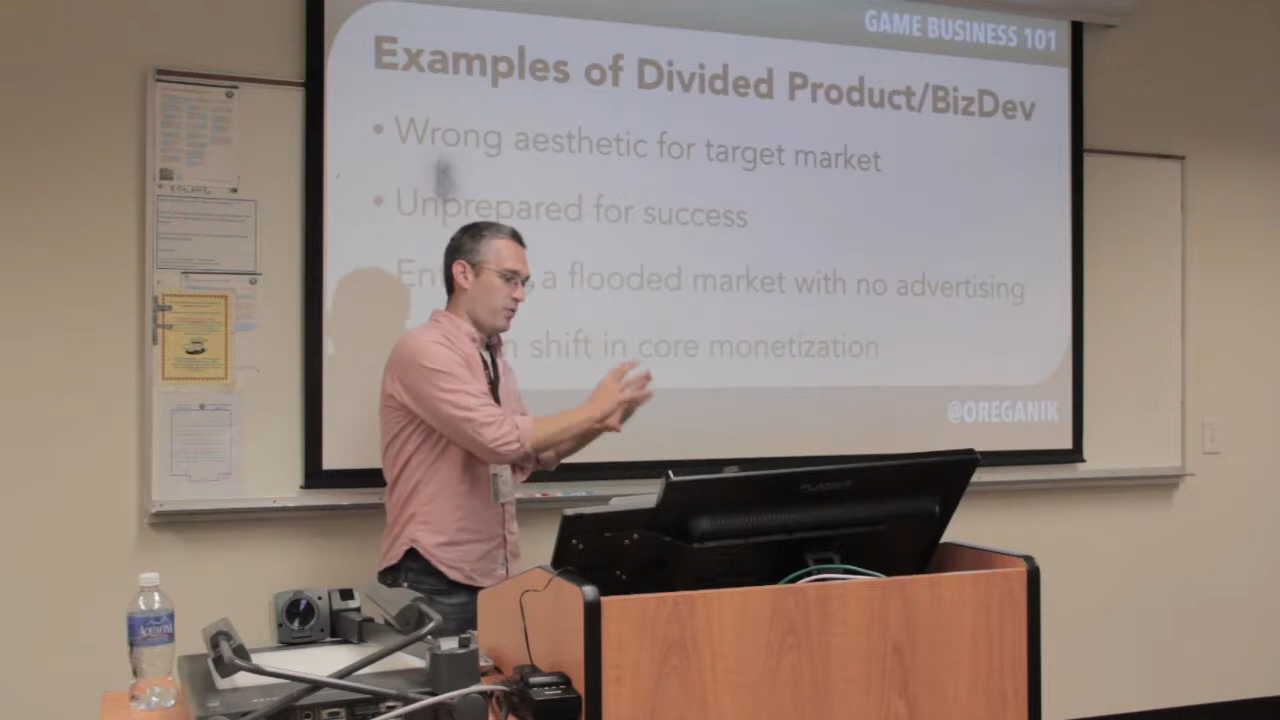 GAME BUSINESS 101
Examples of Divided Product/BizDev
• Wrong aesthetic for target market
• Unprepared for success
a flooded market with no advertising
shift in core monetization
@OREGANIK
AQUAFINA